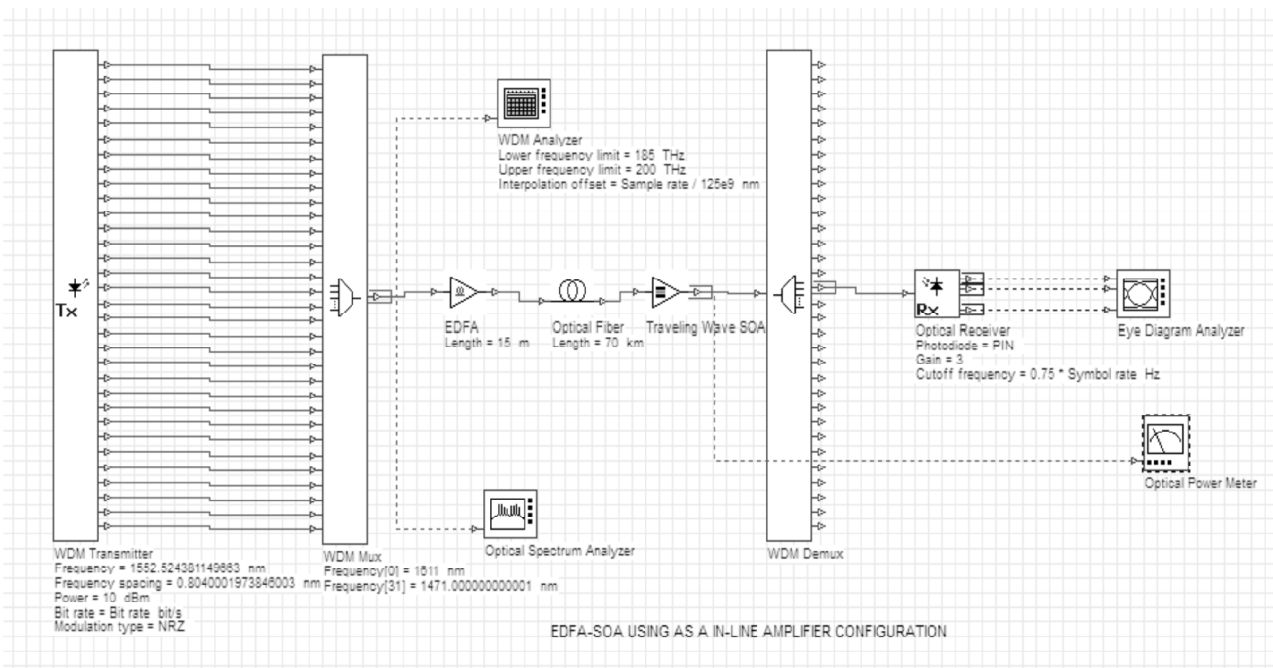 WDM Analyzer
Lower frequency limit = 185 THz
Upper frequency limit = 200 THz
Interpolation offset = Sample rate / 125e9 nm
Tx
EDFA
Length = 15 m
Optical Fiber
Length = 70 km
Traveling Wave SOA
Rx
Optical Receiver
Photodiode = PIN
Gain = 3
Cutoff frequency = 0.75 * Symbol rate Hz
Eye Diagram Analyzer
Optical Power Meter
Optical Spectrum Analyzer
WDM Transmitter
Frequency = 1552.524381149663 nm
Frequency spacing = 0.8040001973846003 nm
Power = 10 dBm
Bit rate = Bit rate bit/s
Modulation type = NRZ
WDM Mux
Frequency[0] = 1611 nm
Frequency[31] = 1471.000000000001 nm
WDM Demux
EDFA-SOA USING AS A IN-LINE AMPLIFIER CONFIGURATION